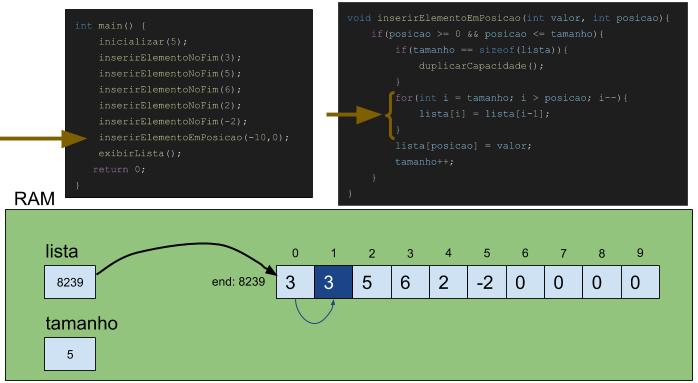 int main() {
inicializar(5);
inserirElementoNoFim(3);
inserirElementoNoFim(5);
inserirElementoNoFim(6);
inserirElementoNoFim(2);
inserirElementoNoFim(-2);
inserirElementoEmPosicao(-10,0);
exibirLista();
return 0;
}
void inserirElementoEmPosicao(int valor, int posicao){
if(posicao >= 0 && posicao <= tamanho){
if(tamanho == sizeof(lista)){
duplicarCapacidade();
}
for(int i = tamanho; i > posicao; i--){
lista[i] = lista[i-1];
}
lista[posicao] = valor;
tamanho++;
}
}
RAM
lista
8239
end: 8239
0 1 2 3 4 5 6 7 8 9
3 3 5 6 2 -2 0 0 0 0
tamanho
5